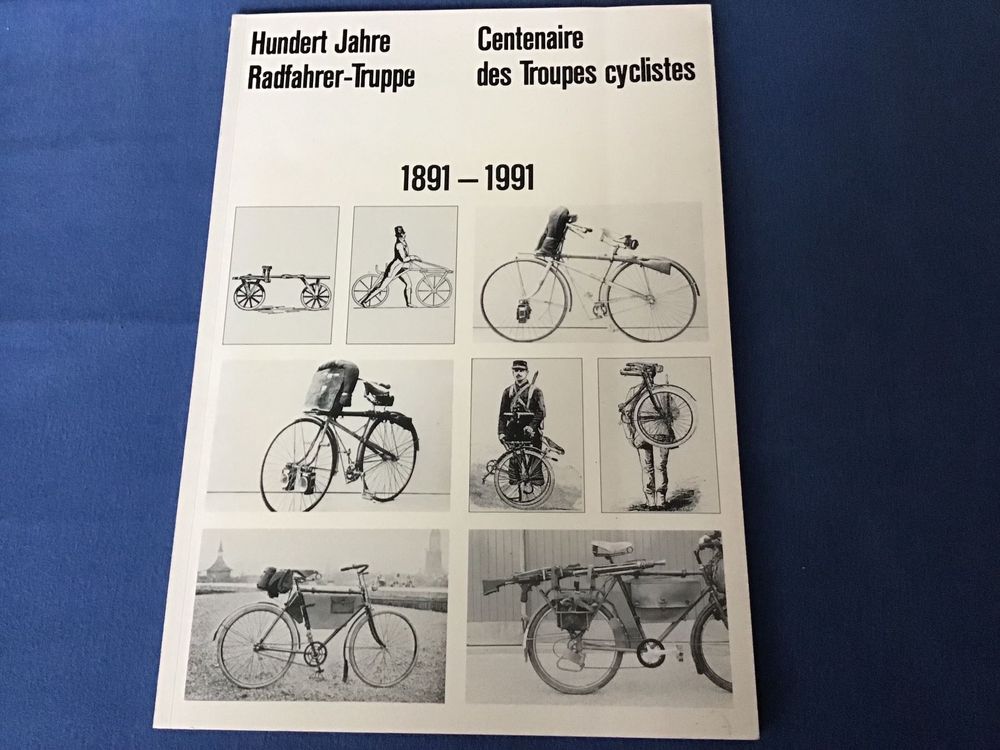 Hundert Jahre
Radfahrer-Truppe
Centenaire
des Troupes cyclistes
1891 – 1991